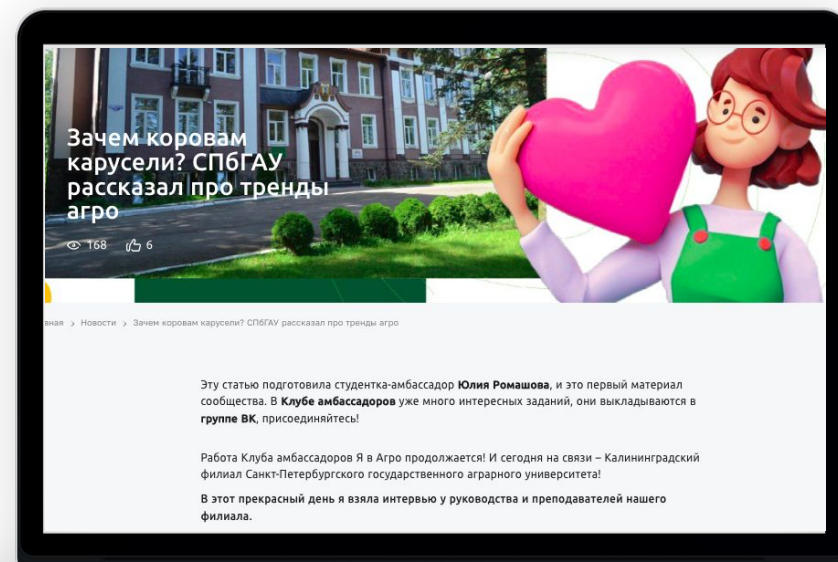 Зачем коровам
карусели? СПбГАУ
рассказал про тренды
агро
168 6
вная > Новости > Зачем коровам карусели? СПбГАУ рассказал про тренды агро
Эту статью подготовила студентка-амбассадор Юлия Ромашова, и это первый материал
сообщества. В Клубе амбассадоров уже много интересных заданий, они выкладываются в
группе ВК, присоединяйтесь!
Работа Клуба амбассадоров Я в Агро продолжается! И сегодня на связи – Калининградский
филиал Санкт-Петербургского государственного аграрного университета!
В этот прекрасный день я взяла интервью у руководства и преподавателей нашего
филиала.